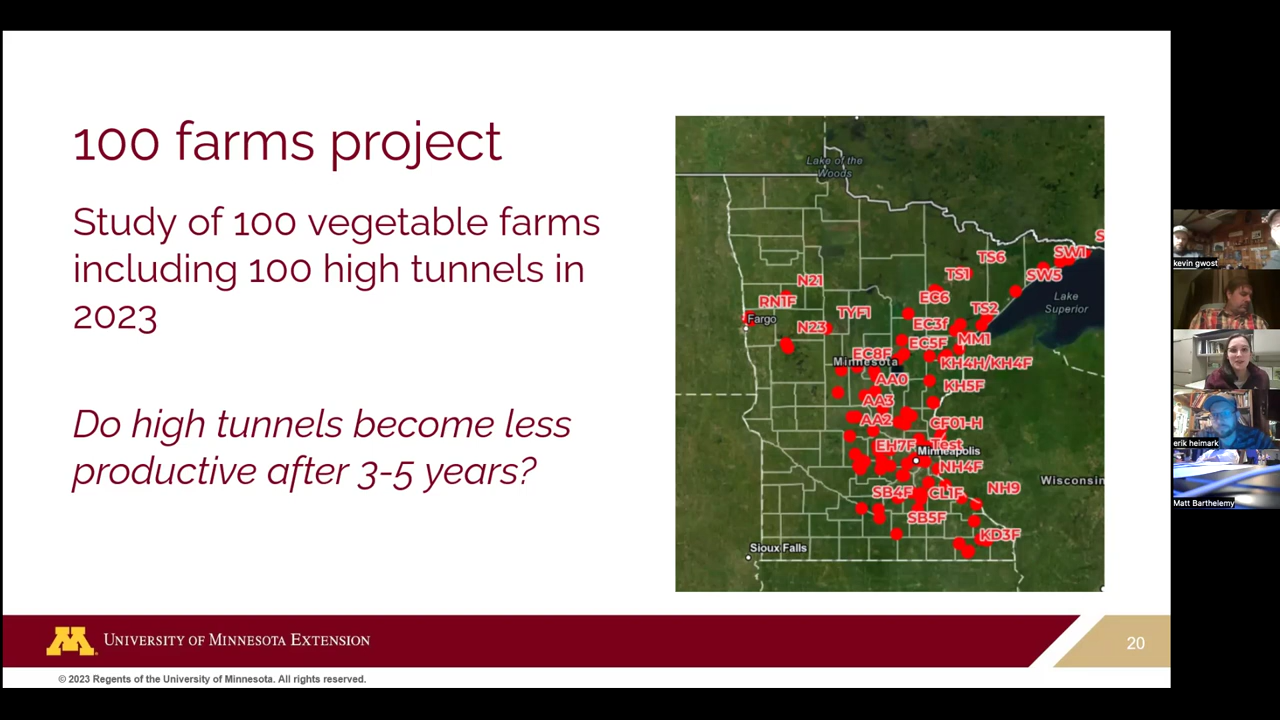 100 farms project
Study of 100 vegetable farms
including 100 high tunnels in
2023
Do high tunnels become less
productive after 3-5 years?
Lake of the
Woods
S
SW1
TS6
SW5
TS1
N21
EC6
Lake
Superior
RN1F
TS2
TYF1
Fargo
N23
EC3f
MM1
EC5F
EC8F
Minnesota
KH4H/KH4F
AA0
KH5F
AA3
AA2
CF01-H
EH7F
Test
Minneapolis
NH4F
Wisconsin
NH9
SB4F
CL1F
SB5F
KD3F
Sioux Falls
M
UNIVERSITY OF MINNESOTA EXTENSION
20
© 2023 Regents of the University of Minnesota. All rights reserved.
kevin gwost
erik heimark
Matt Barthelemy